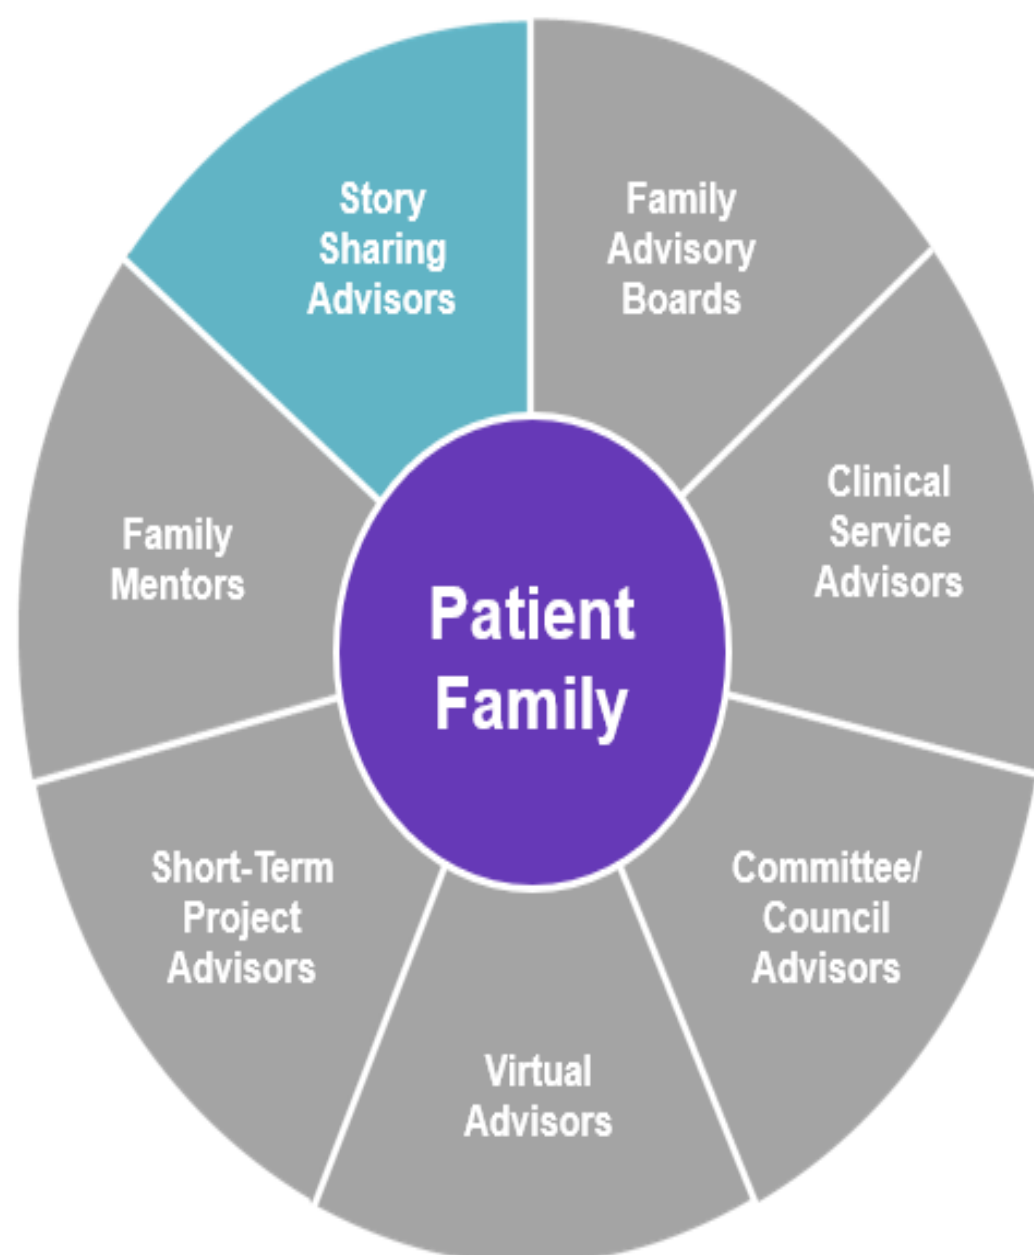 Story
Sharing
Advisors
Family
Advisory
Boards
Clinical
Service
Advisors
Committee/
Council
Advisors
Virtual
Advisors
Short-Term
Project
Advisors
Family
Mentors
Patient
Family